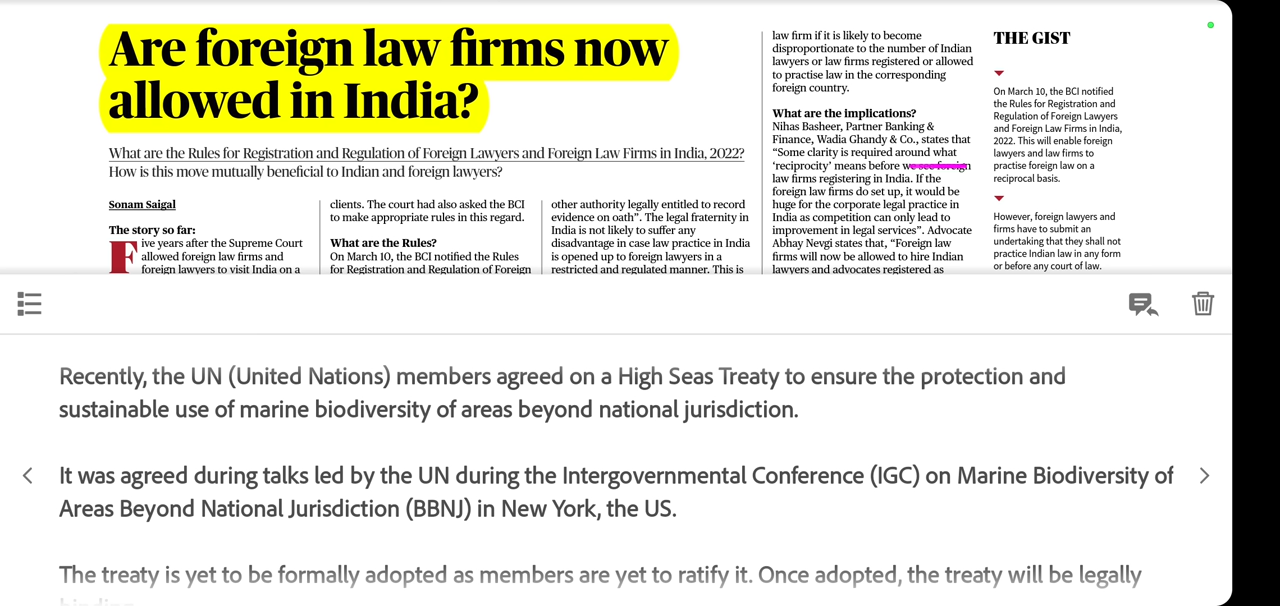 Are foreign law firms now
allowed in India?
What are the Rules for Registration and Regulation of Foreign Lawyers and Foreign Law Firms in India, 2022?
How is this move mutually beneficial to Indian and foreign lawyers?
Sonam Saigal
The story so far:
Five years after the Supreme Court
allowed foreign law firms and
foreign lawyers to visit India on a
clients. The court had also asked the BCI
to make appropriate rules in this regard.
What are the Rules?
On March 10, the BCI notified the Rules
for Registration and Regulation of Foreign
other authority legally entitled to record
evidence on oath”. The legal fraternity in
India is not likely to suffer any
disadvantage in case law practice in India
is opened up to foreign lawyers in a
restricted and regulated manner. This is
law firm if it is likely to become
disproportionate to the number of Indian
lawyers or law firms registered or allowed
to practise law in the corresponding
foreign country.
What are the implications?
Nihas Basheer, Partner Banking &
Finance, Wadia Ghandy & Co., states that
“Some clarity is required around what
‘reciprocity’ means before we see foreign
law firms registering in India. If the
foreign law firms do set up, it would be
huge for the corporate legal practice in
India as competition can only lead to
improvement in legal services”. Advocate
Abhay Nevgi states that, “Foreign law
firms will now be allowed to hire Indian
lawyers and advocates registered as
THE GIST
On March 10, the BCI notified
the Rules for Registration and
Regulation of Foreign Lawyers
and Foreign Law Firms in India,
2022. This will enable foreign
lawyers and law firms to
practise foreign law on a
reciprocal basis.
However, foreign lawyers and
firms have to submit an
undertaking that they shall not
practice Indian law in any form
or before any court of law.
Recently, the UN (United Nations) members agreed on a High Seas Treaty to ensure the protection and
sustainable use of marine biodiversity of areas beyond national jurisdiction.
It was agreed during talks led by the UN during the Intergovernmental Conference (IGC) on Marine Biodiversity of
Areas Beyond National Jurisdiction (BBNJ) in New York, the US.
The treaty is yet to be formally adopted as members are yet to ratify it. Once adopted, the treaty will be legally